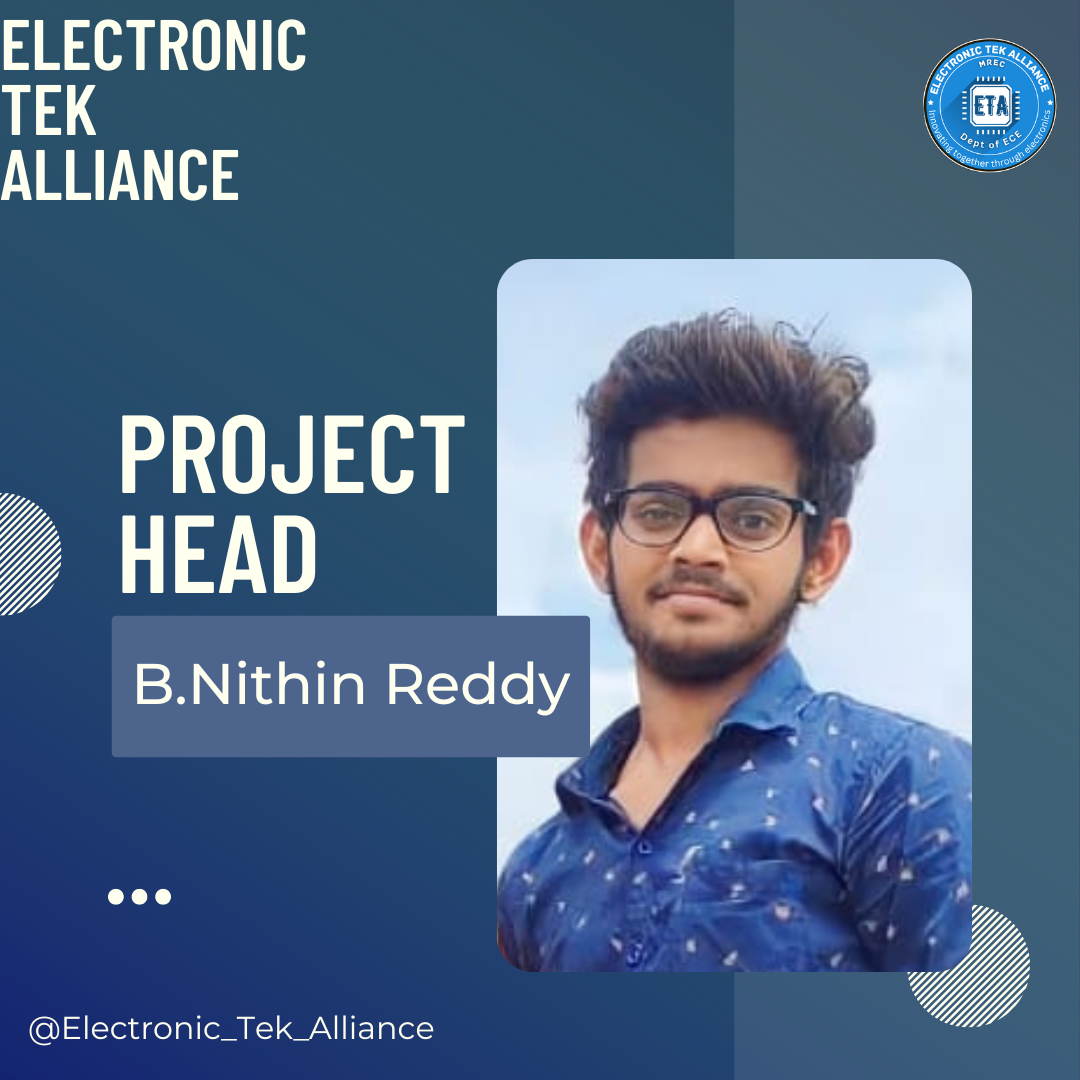 ELECTRONIC
TEK
ALLIANCE
ELECTRONIC TEK ALLIANCE
MREC
ETA
Dept of ECE
Innovating together through electronics
PROJECT
HEAD
B.Nithin Reddy
@Electronic_Tek_Alliance